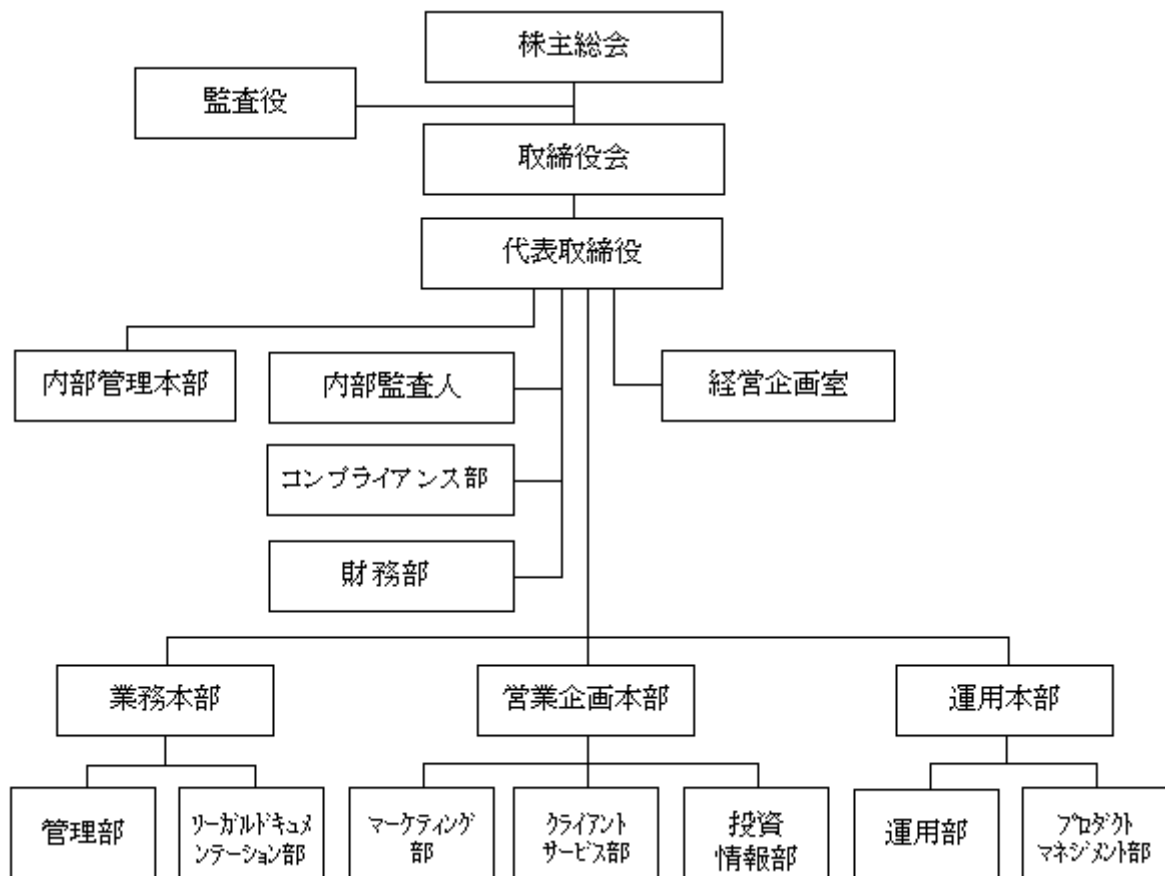 株主総会
監査役
取締役会
代表取締役
内部管理本部
内部監査人
経営企画室
コンプライアンス部
財務部
業務本部
営業企画本部
運用本部
管理部
リーガルドキュメ
ンテーション部
マーケティング
部
クライアント
サービス部
投資
情報部
運用部
プロダクト
マネジメント部